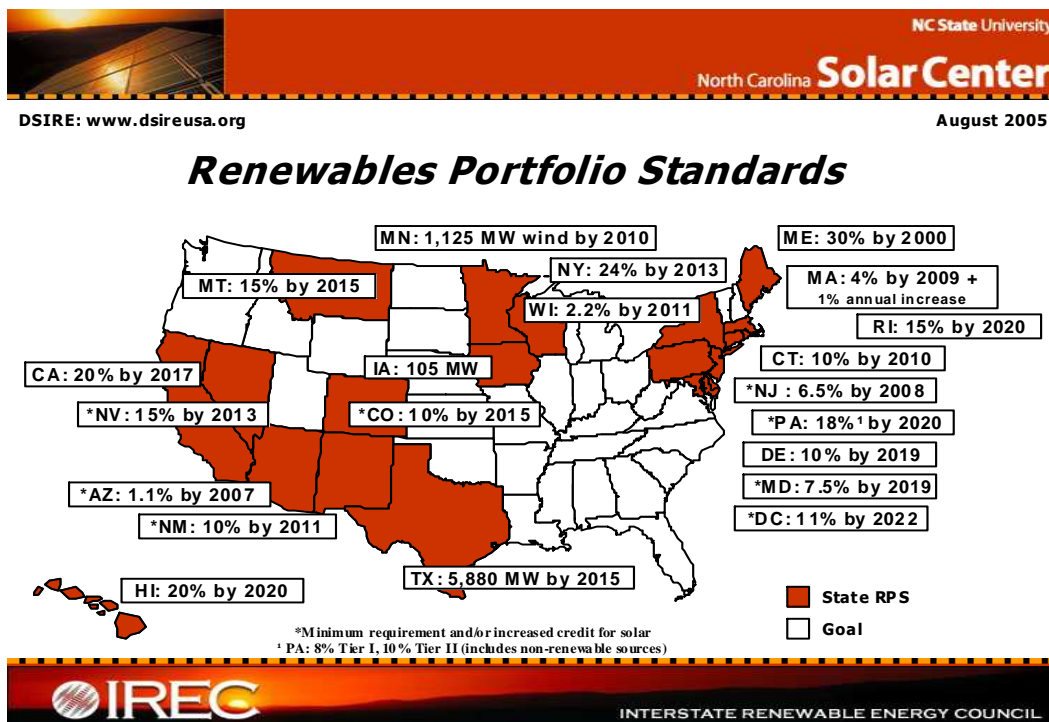 NC State University
North Carolina Solar Center
DSIRE: www.dsireusa.org
August 2005
Renewables Portfolio Standards
MN: 1,125 MW wind by 2010
ME: 30% by 2000
NY: 24% by 2013
MT: 15% by 2015
MA: 4% by 2009 +
1% annual increase
WI: 2.2% by 2011
RI: 15% by 2020
CT: 10% by 2010
IA: 105 MW
CA: 20% by 2017
*NJ : 6.5% by 2008
*NV: 15% by 2013
*CO: 10% by 2015
*PA: 18%¹ by 2020
DE: 10% by 2019
*MD: 7.5% by 2019
*AZ: 1.1% by 2007
*NM: 10% by 2011
*DC: 11% by 2022
TX: 5,880 MW by 2015
HI: 20% by 2020
State RPS
Goal
*Minimum requirement and/or increased credit for solar
¹ PA: 8% Tier I, 10% Tier II (includes non-renewable sources)
IREC
INTERSTATE RENEWABLE ENERGY COUNCIL